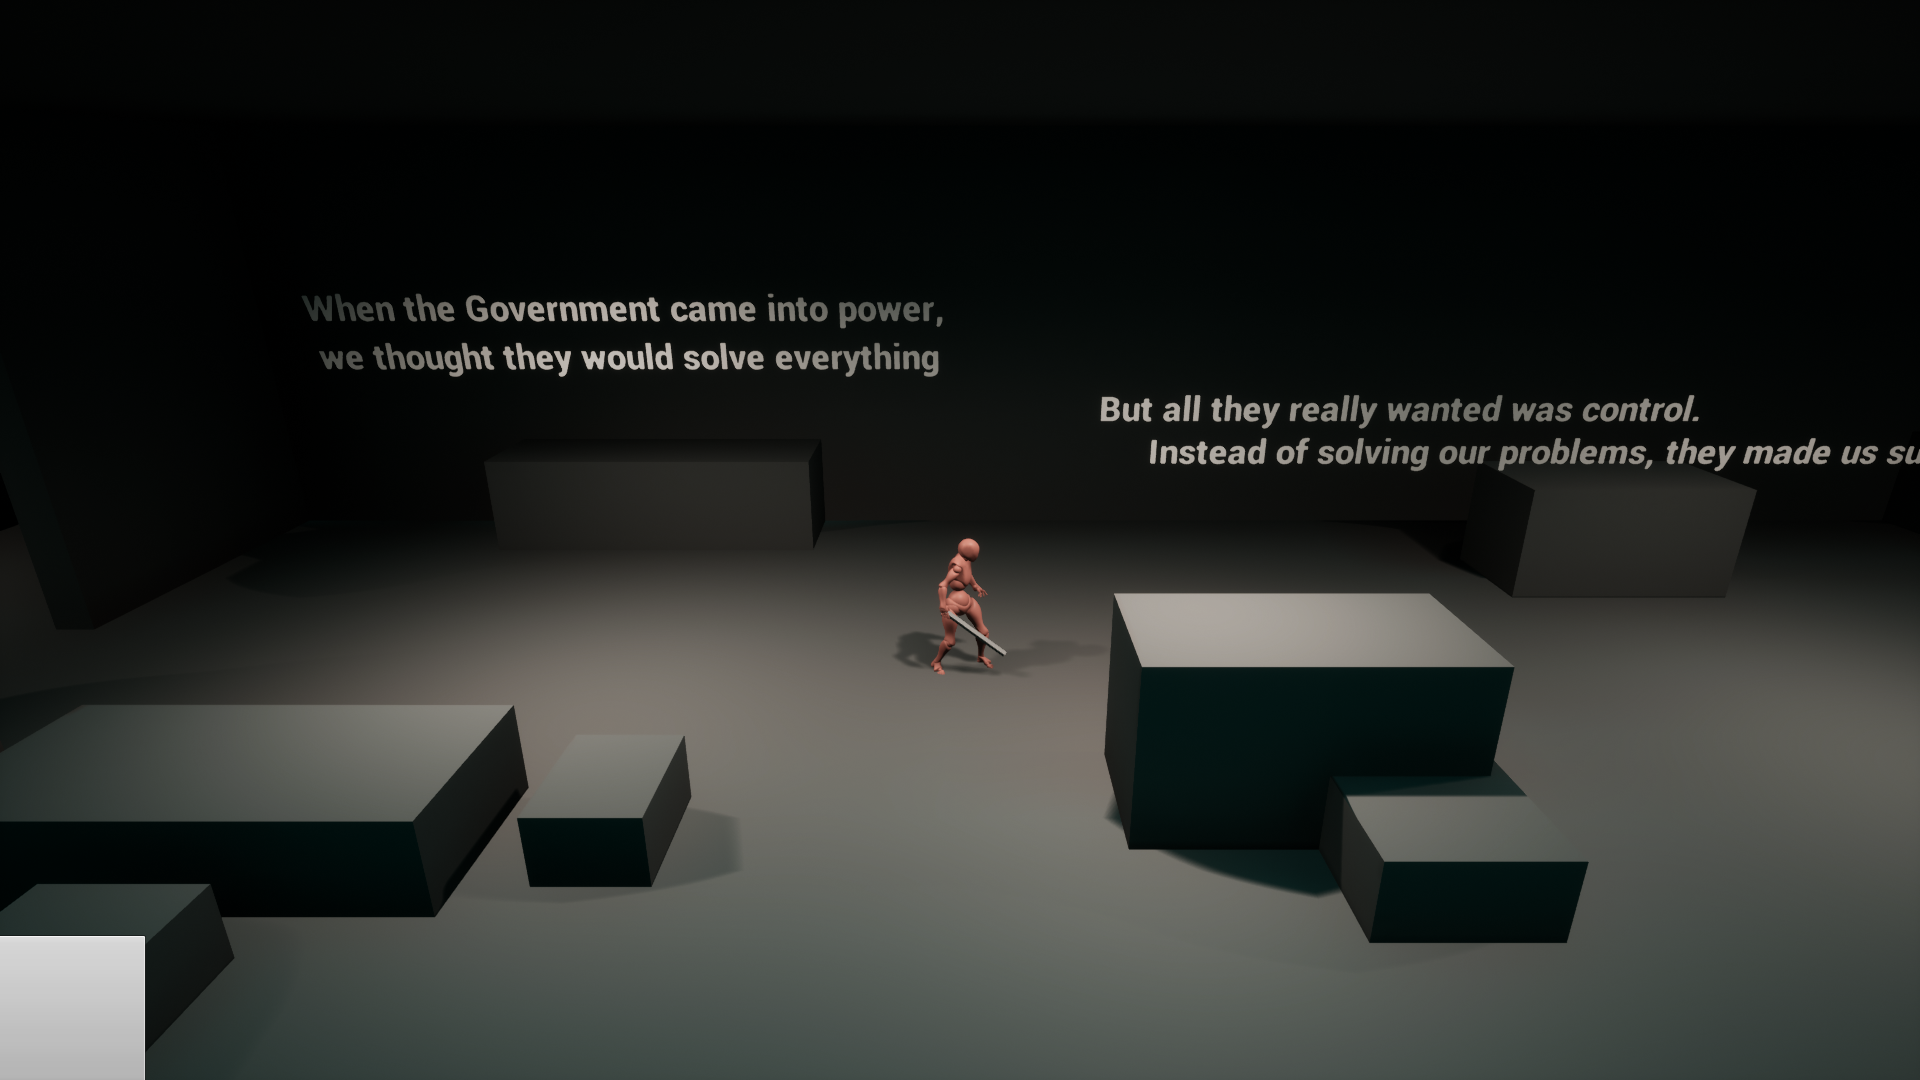 When the Government came into power,
we thought they would solve everything
But all they really wanted was control.
Instead of solving our problems, they made us